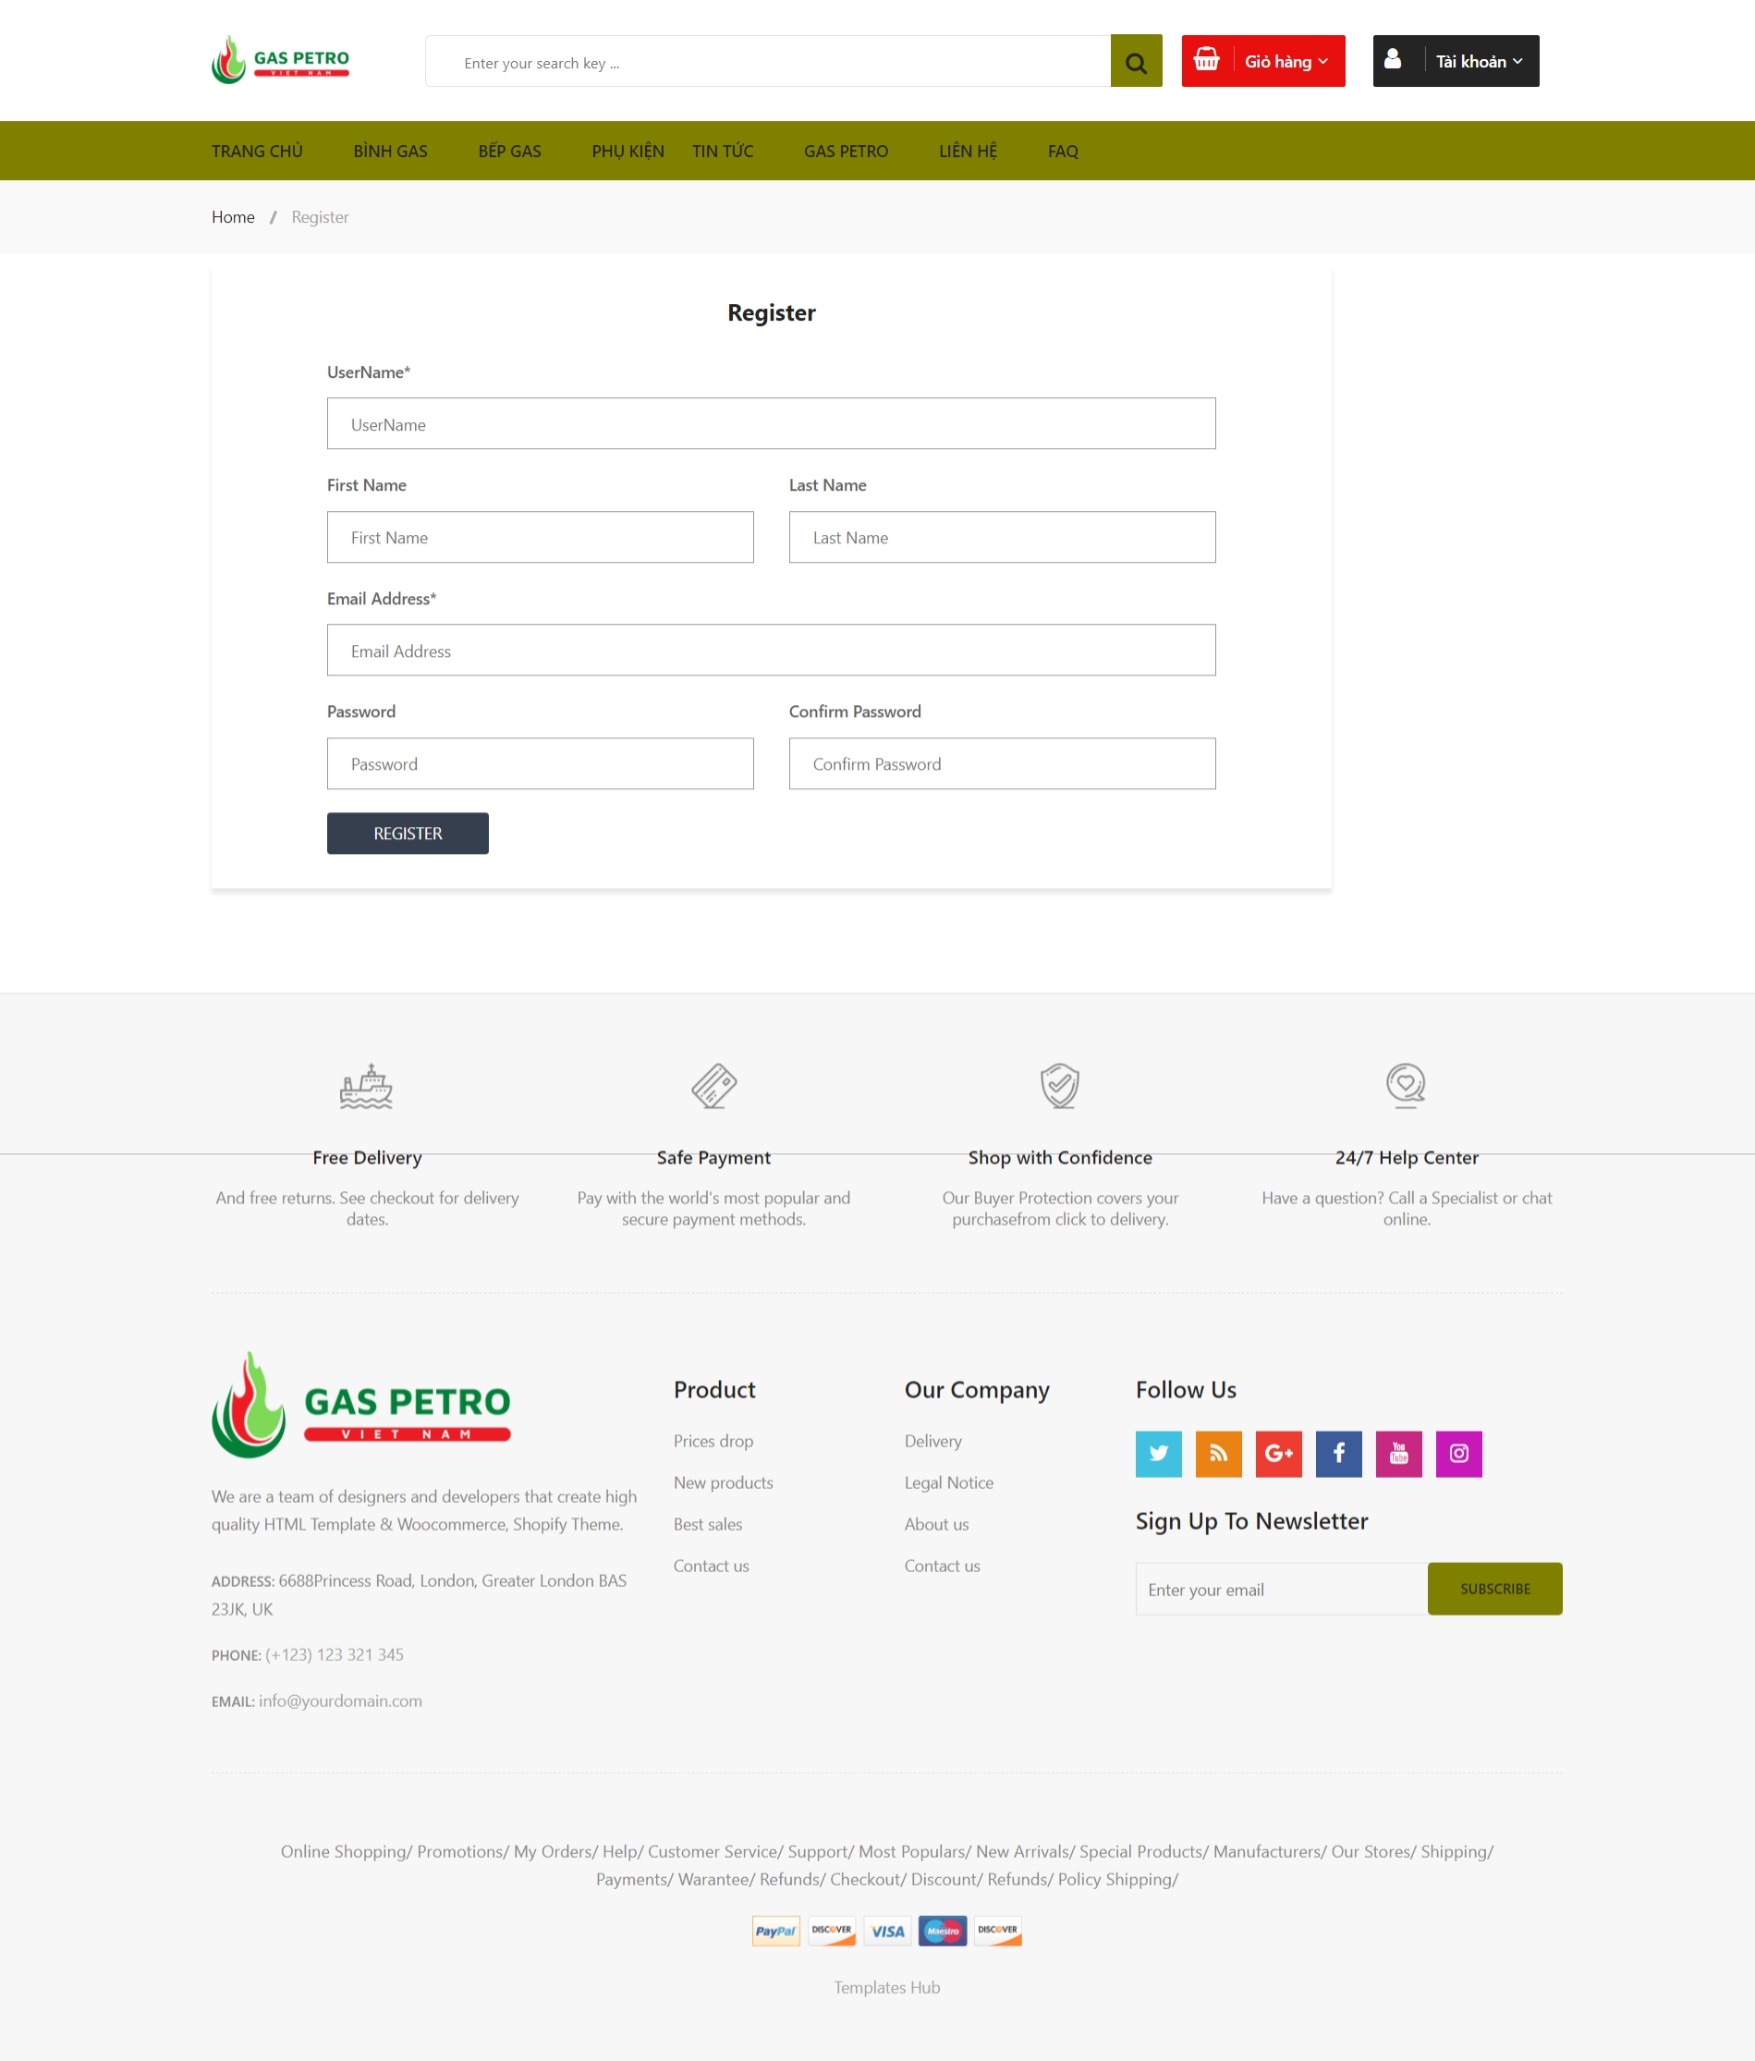 GAS PETRO
VIET NAM
Enter your search key ...
Giỏ hàng
Tài khoản
TRANG CHỦ BÌNH GAS BẾP GAS PHỤ KIỆN TIN TỨC GAS PETRO LIÊN HỆ FAQ
Home / Register
Register
UserName*
UserName
First Name Last Name
First Name Last Name
Email Address*
Email Address
Password Confirm Password
Password Confirm Password
REGISTER
Free Delivery Safe Payment Shop with Confidence 24/7 Help Center
And free returns. See checkout for delivery
dates.
Pay with the world's most popular and
secure payment methods.
Our Buyer Protection covers your
purchasefrom click to delivery.
Have a question? Call a Specialist or chat
online.
GAS PETRO
VIET NAM
We are a team of designers and developers that create high
quality HTML Template & Woocommerce, Shopify Theme.
ADDRESS: 6688Princess Road, London, Greater London BAS
23JK, UK
PHONE: (+123) 123 321 345
EMAIL: info@yourdomain.com
Product
Prices drop
New products
Best sales
Contact us
Our Company
Delivery
Legal Notice
About us
Contact us
Follow Us
G+ f You Tube
Sign Up To Newsletter
Enter your email SUBSCRIBE
Online Shopping/ Promotions/ My Orders/ Help/ Customer Service/ Support/ Most Populars/ New Arrivals/ Special Products/ Manufacturers/ Our Stores/ Shipping/
Payments/ Warantee/ Refunds/ Checkout/ Discount/ Refunds/ Policy Shipping/
PayPal DISCOVER VISA Maestro DISCOVER
Templates Hub